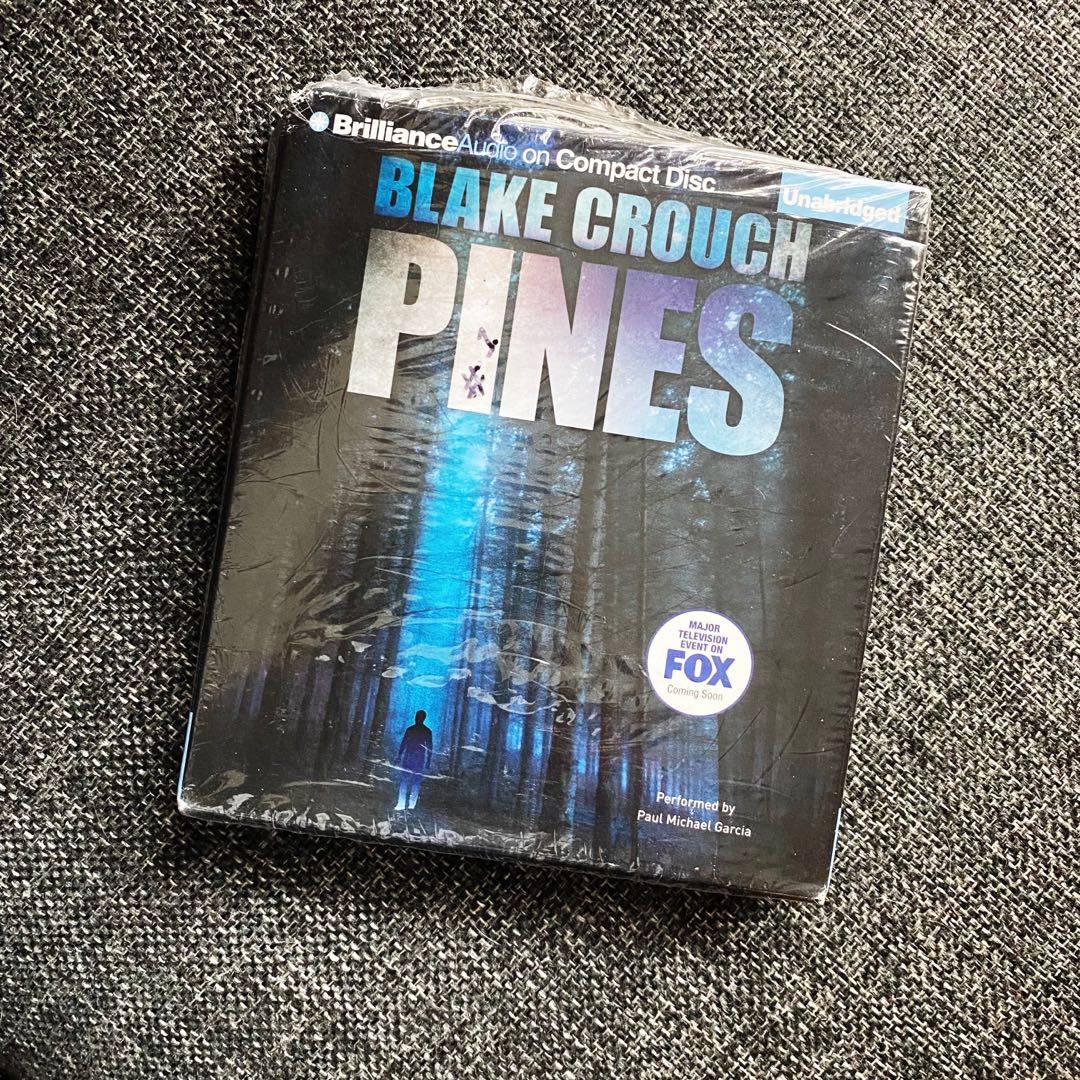 BrillianceAudio on Compact Disc
Unabridged
BLAKE CROUCH
PINES
MAJOR
TELEVISION
EVENT ON
FOX
Coming Soon
Performed by
Paul Michael Garcia